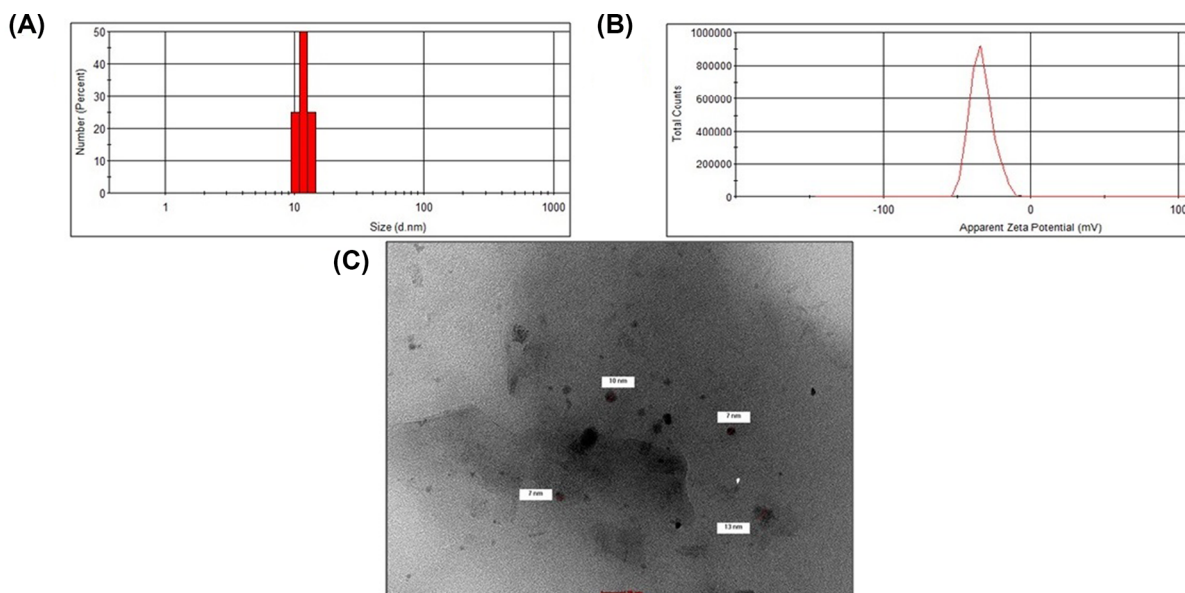 (A)
50
40
30
20
10
0
Number (Percent)
1
10
100
1000
Size (d.nm)
(B)
1000000
800000
600000
400000
200000
0
Total Counts
-100
0
100
Apparent Zeta Potential (mV)
(C)
10 nm
7 nm
7 nm
13 nm